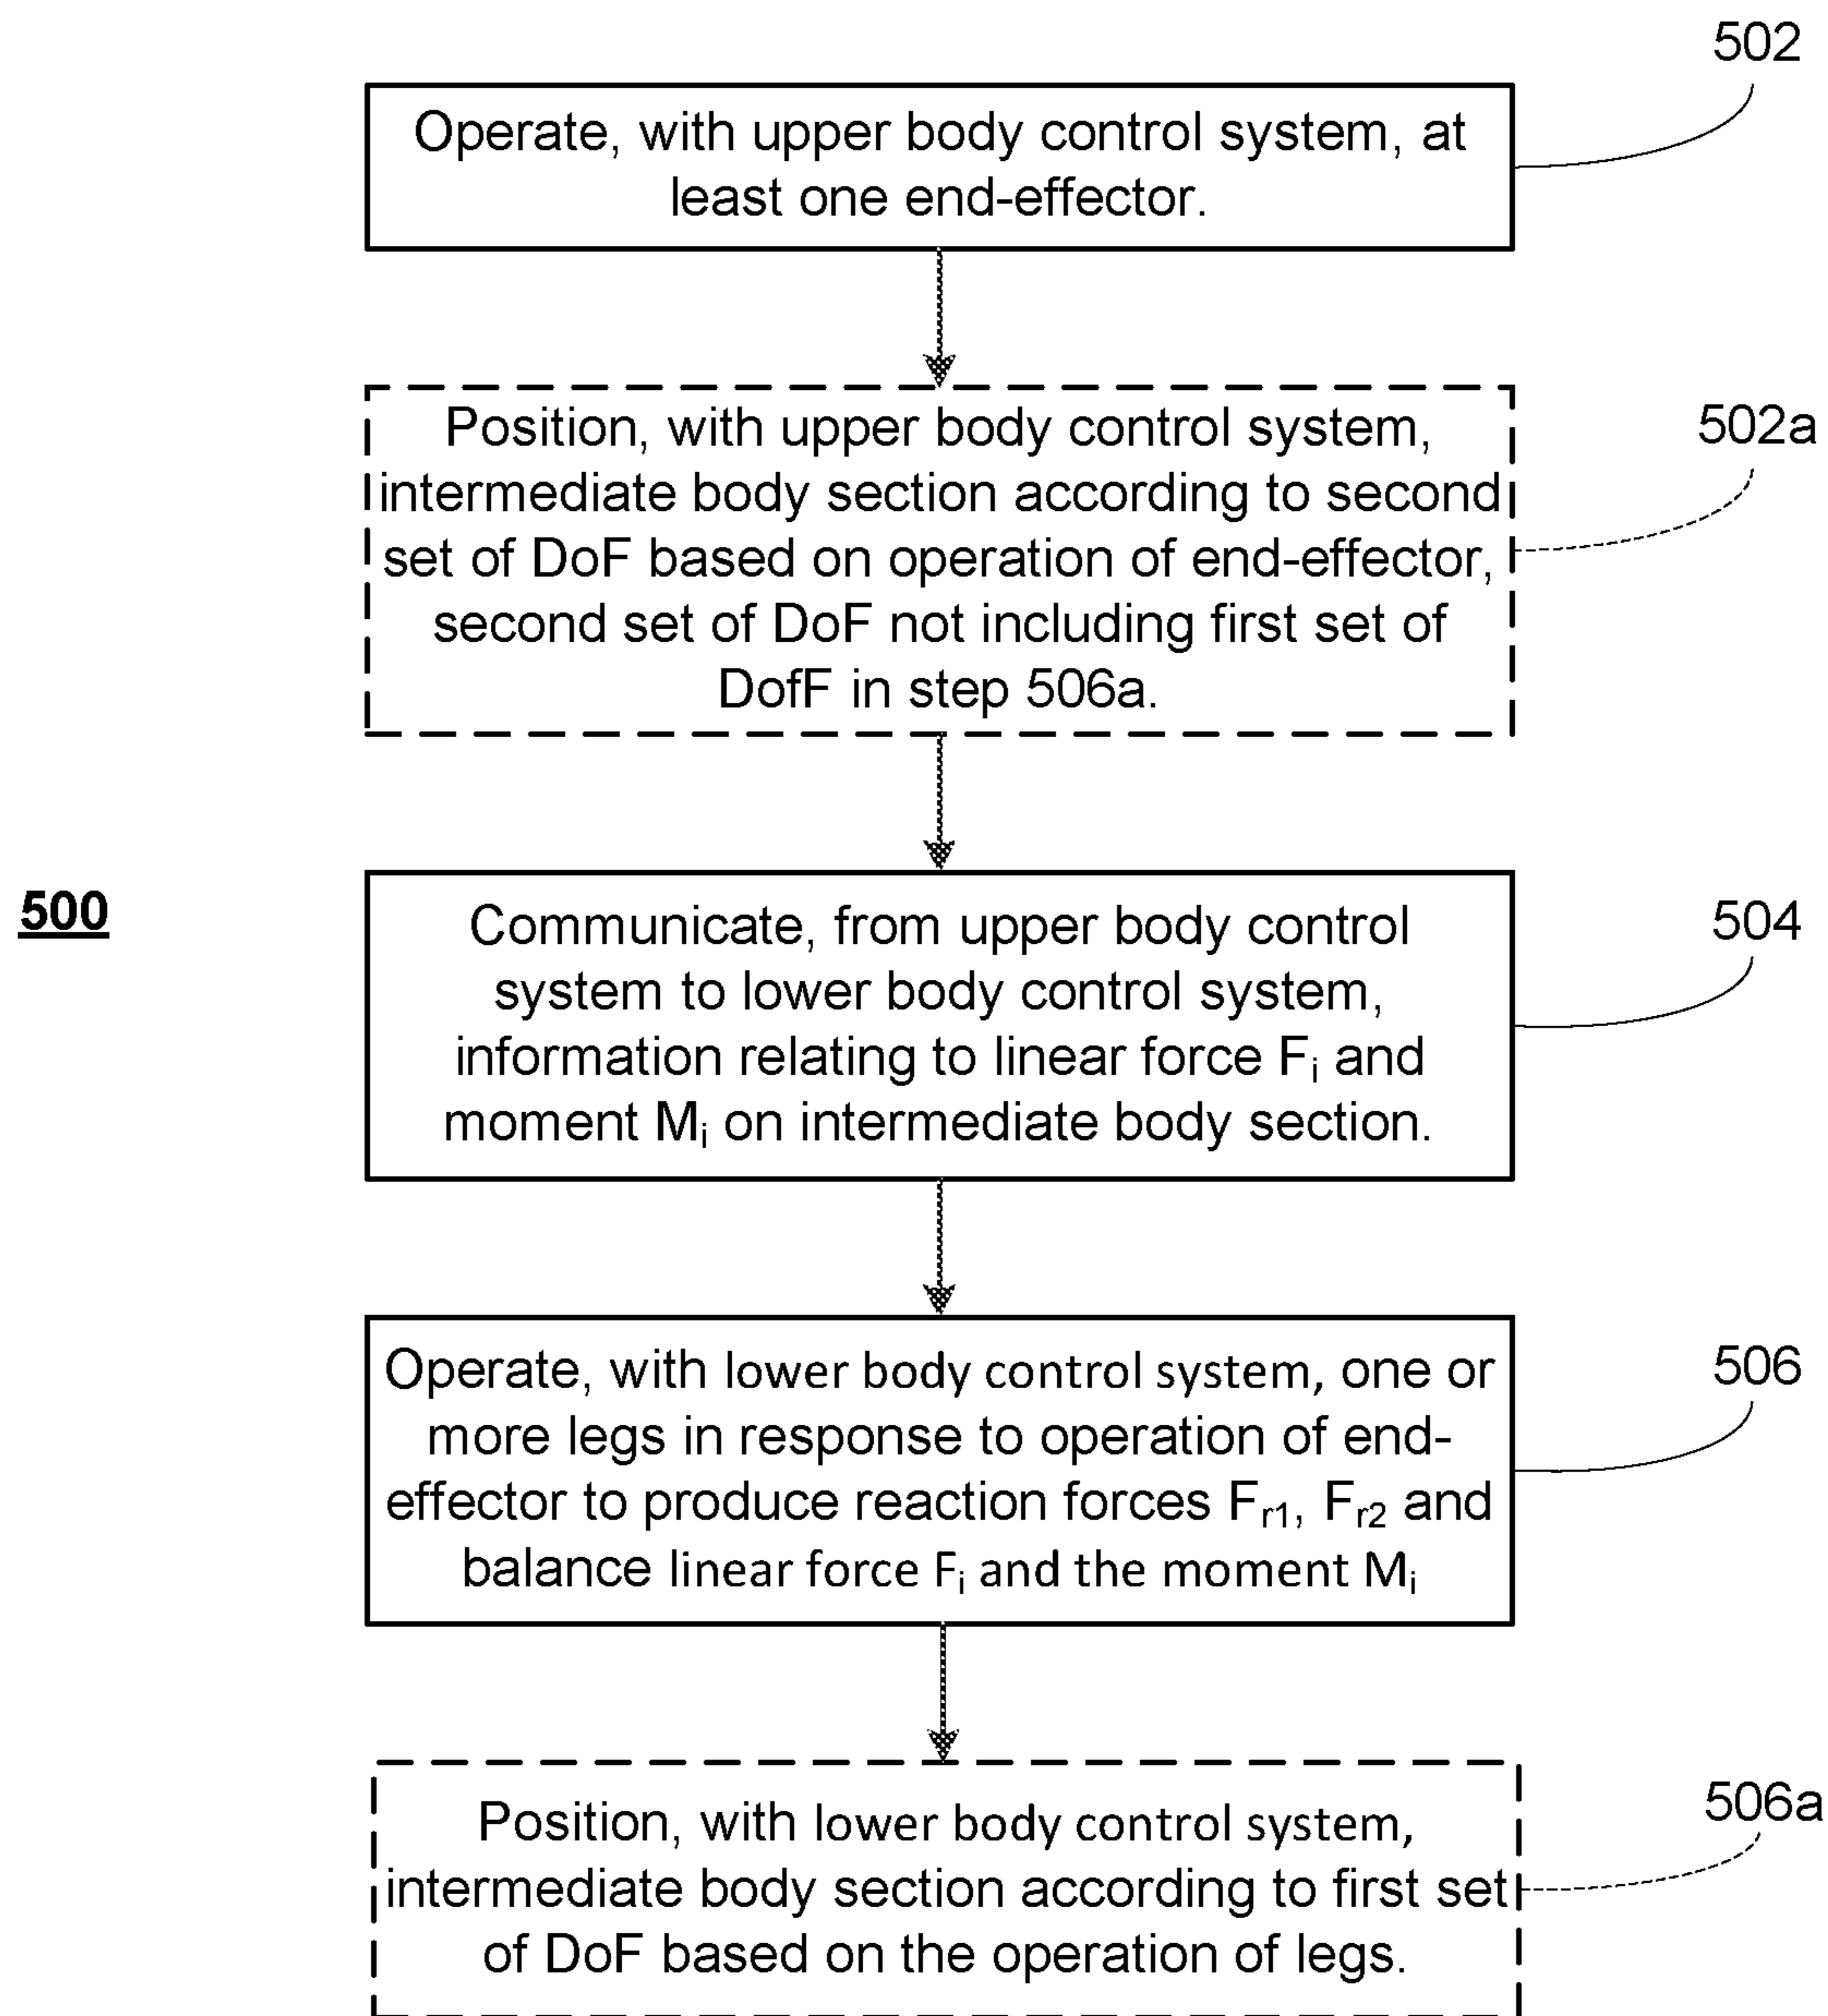 502
Operate, with upper body control system, at
least one end-effector.
502a
Position, with upper body control system,
intermediate body section according to second
set of DoF based on operation of end-effector,
second set of DoF not including first set of
DofF in step 506a.
500
504
Communicate, from upper body control
system to lower body control system,
information relating to linear force Fi and
moment Mi on intermediate body section.
506
Operate, with lower body control system, one or
more legs in response to operation of end-
effector to produce reaction forces Fr1, Fr2 and
balance linear force Fi and the moment Mi
506a
Position, with lower body control system,
intermediate body section according to first set
of DoF based on the operation of legs.